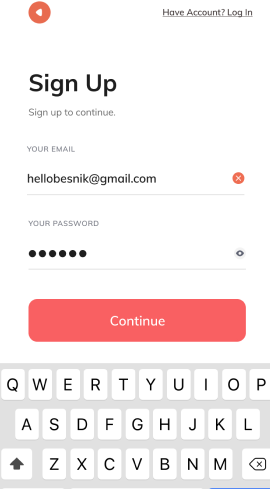 Have Account? Log In
Sign Up
Sign up to continue.
YOUR EMAIL
hellobesnik@gmail.com
YOUR PASSWORD
Continue
Q W E R T Y U I O P
A S D F G H J K L
Z X C V B N M